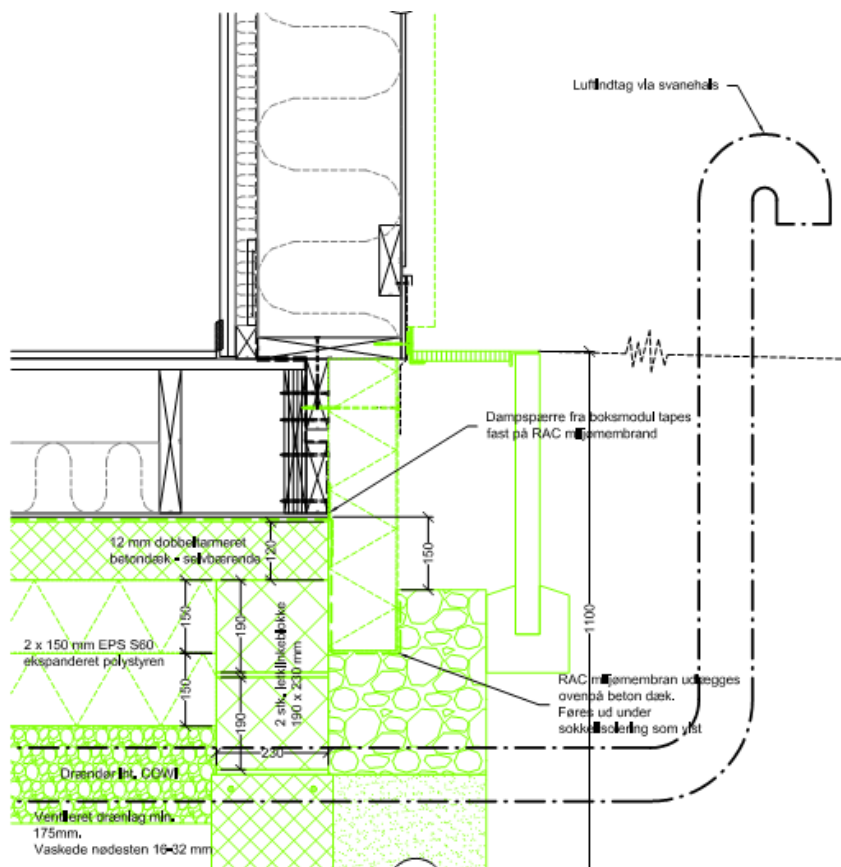 Luftindtag via svanehals
Dampspærre fra boksmodul tapes
fast på RAC miljømembrand
12 mm dobbeltarmeret
betondæk - selvbærende
120
150
150
190
2 x 150 mm EPS S60
ekspanderet polystyren
150
190
2 stk. letklinkeblokke
190 x 230 mm
1100
230
RAC miljømembran udlægges
ovenpå beton dæk.
Føres ud under
sokkelisolering som vist
Drændør iht. COWI
Ventileret drænlag min.
175mm.
Vaskede nødesten 16-32 mm